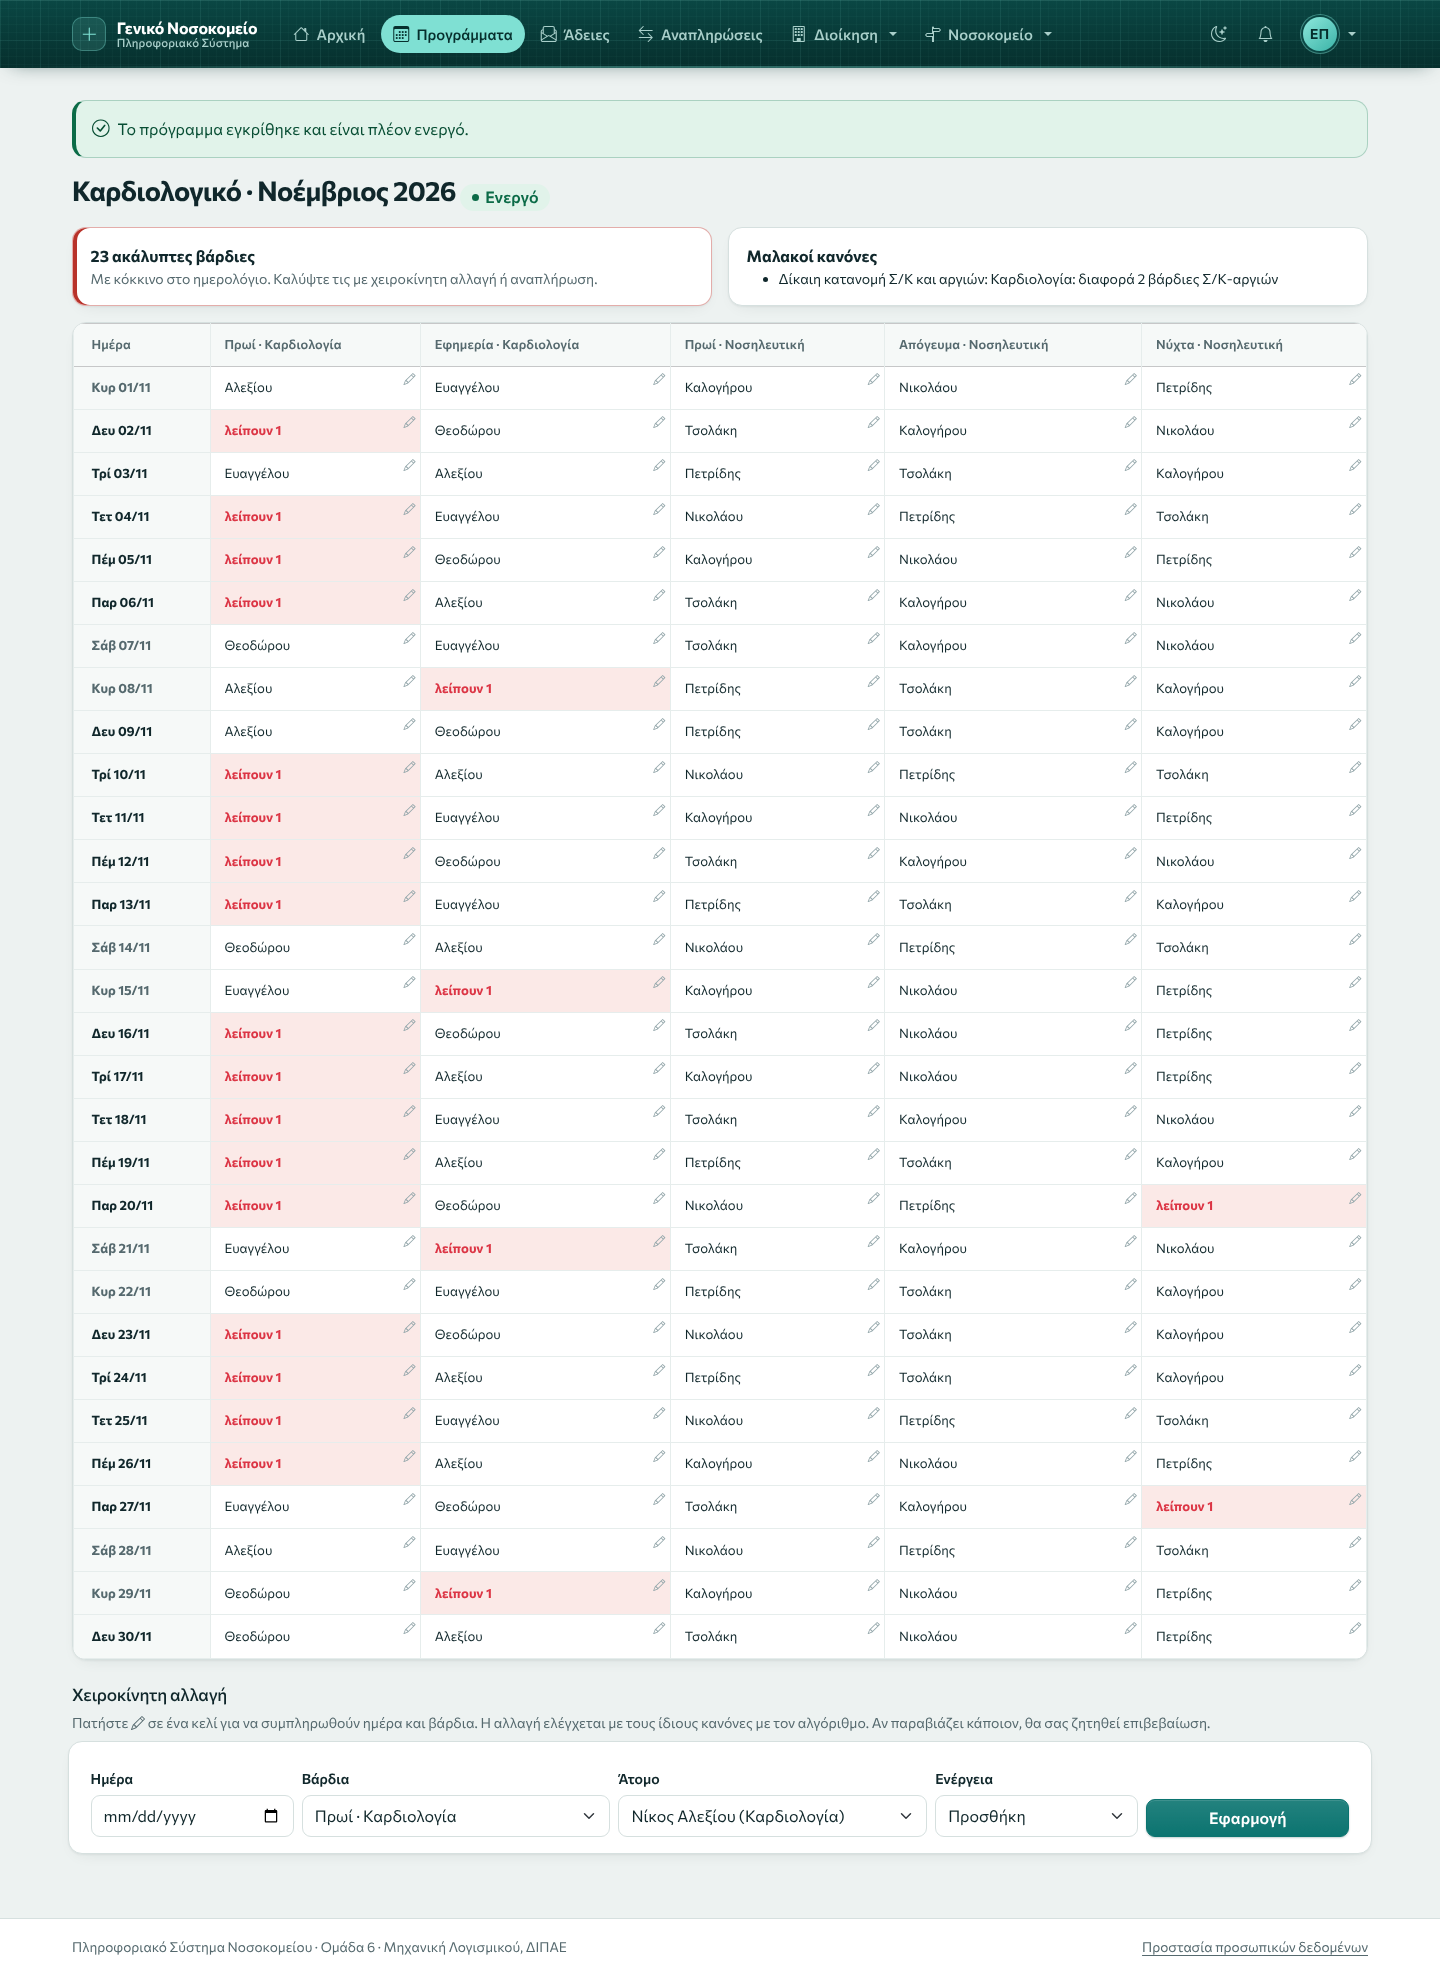 Γενικό Νοσοκομείο
Πληροφοριακό Σύστημα
Αρχική Προγράμματα Άδειες Αναπληρώσεις Διοίκηση Νοσοκομείο ΕΠ
Το πρόγραμμα εγκρίθηκε και είναι πλέον ενεργό.
Καρδιολογικό · Νοέμβριος 2026 Ενεργό
23 ακάλυπτες βάρδιες
Με κόκκινο στο ημερολόγιο. Καλύψτε τις με χειροκίνητη αλλαγή ή αναπλήρωση.
Μαλακοί κανόνες
Δίκαιη κατανομή Σ/Κ και αργιών: Καρδιολογία: διαφορά 2 βάρδιες Σ/Κ-αργιών
Ημέρα Πρωί · Καρδιολογία Εφημερία · Καρδιολογία Πρωί · Νοσηλευτική Απόγευμα · Νοσηλευτική Νύχτα · Νοσηλευτική
Κυρ 01/11 Αλεξίου Ευαγγέλου Καλογήρου Νικολάου Πετρίδης
Δευ 02/11 λείπουν 1 Θεοδώρου Τσολάκη Καλογήρου Νικολάου
Τρί 03/11 Ευαγγέλου Αλεξίου Πετρίδης Τσολάκη Καλογήρου
Τετ 04/11 λείπουν 1 Ευαγγέλου Νικολάου Πετρίδης Τσολάκη
Πέμ 05/11 λείπουν 1 Θεοδώρου Καλογήρου Νικολάου Πετρίδης
Παρ 06/11 λείπουν 1 Αλεξίου Τσολάκη Καλογήρου Νικολάου
Σάβ 07/11 Θεοδώρου Ευαγγέλου Τσολάκη Καλογήρου Νικολάου
Κυρ 08/11 Αλεξίου λείπουν 1 Πετρίδης Τσολάκη Καλογήρου
Δευ 09/11 Αλεξίου Θεοδώρου Πετρίδης Τσολάκη Καλογήρου
Τρί 10/11 λείπουν 1 Αλεξίου Νικολάου Πετρίδης Τσολάκη
Τετ 11/11 λείπουν 1 Ευαγγέλου Καλογήρου Νικολάου Πετρίδης
Πέμ 12/11 λείπουν 1 Θεοδώρου Τσολάκη Καλογήρου Νικολάου
Παρ 13/11 λείπουν 1 Ευαγγέλου Πετρίδης Τσολάκη Καλογήρου
Σάβ 14/11 Θεοδώρου Αλεξίου Νικολάου Πετρίδης Τσολάκη
Κυρ 15/11 Ευαγγέλου λείπουν 1 Καλογήρου Νικολάου Πετρίδης
Δευ 16/11 λείπουν 1 Θεοδώρου Τσολάκη Νικολάου Πετρίδης
Τρί 17/11 λείπουν 1 Αλεξίου Καλογήρου Νικολάου Πετρίδης
Τετ 18/11 λείπουν 1 Ευαγγέλου Τσολάκη Καλογήρου Νικολάου
Πέμ 19/11 λείπουν 1 Αλεξίου Πετρίδης Τσολάκη Καλογήρου
Παρ 20/11 λείπουν 1 Θεοδώρου Νικολάου Πετρίδης λείπουν 1
Σάβ 21/11 Ευαγγέλου λείπουν 1 Τσολάκη Καλογήρου Νικολάου
Κυρ 22/11 Θεοδώρου Ευαγγέλου Πετρίδης Τσολάκη Καλογήρου
Δευ 23/11 λείπουν 1 Θεοδώρου Νικολάου Τσολάκη Καλογήρου
Τρί 24/11 λείπουν 1 Αλεξίου Πετρίδης Τσολάκη Καλογήρου
Τετ 25/11 λείπουν 1 Ευαγγέλου Νικολάου Πετρίδης Τσολάκη
Πέμ 26/11 λείπουν 1 Αλεξίου Καλογήρου Νικολάου Πετρίδης
Παρ 27/11 Ευαγγέλου Θεοδώρου Τσολάκη Καλογήρου λείπουν 1
Σάβ 28/11 Αλεξίου Ευαγγέλου Νικολάου Πετρίδης Τσολάκη
Κυρ 29/11 Θεοδώρου λείπουν 1 Καλογήρου Νικολάου Πετρίδης
Δευ 30/11 Θεοδώρου Αλεξίου Τσολάκη Νικολάου Πετρίδης
Χειροκίνητη αλλαγή
Πατήστε σε ένα κελί για να συμπληρωθούν ημέρα και βάρδια. Η αλλαγή ελέγχεται με τους ίδιους κανόνες με τον αλγόριθμο. Αν παραβιάζει κάποιον, θα σας ζητηθεί επιβεβαίωση.
Ημέρα Βάρδια Άτομο Ενέργεια
mm/dd/yyyy Πρωί · Καρδιολογία Νίκος Αλεξίου (Καρδιολογία) Προσθήκη Εφαρμογή
Πληροφοριακό Σύστημα Νοσοκομείου · Ομάδα 6 · Μηχανική Λογισμικού, ΔΙΠΑΕ Προστασία προσωπικών δεδομένων